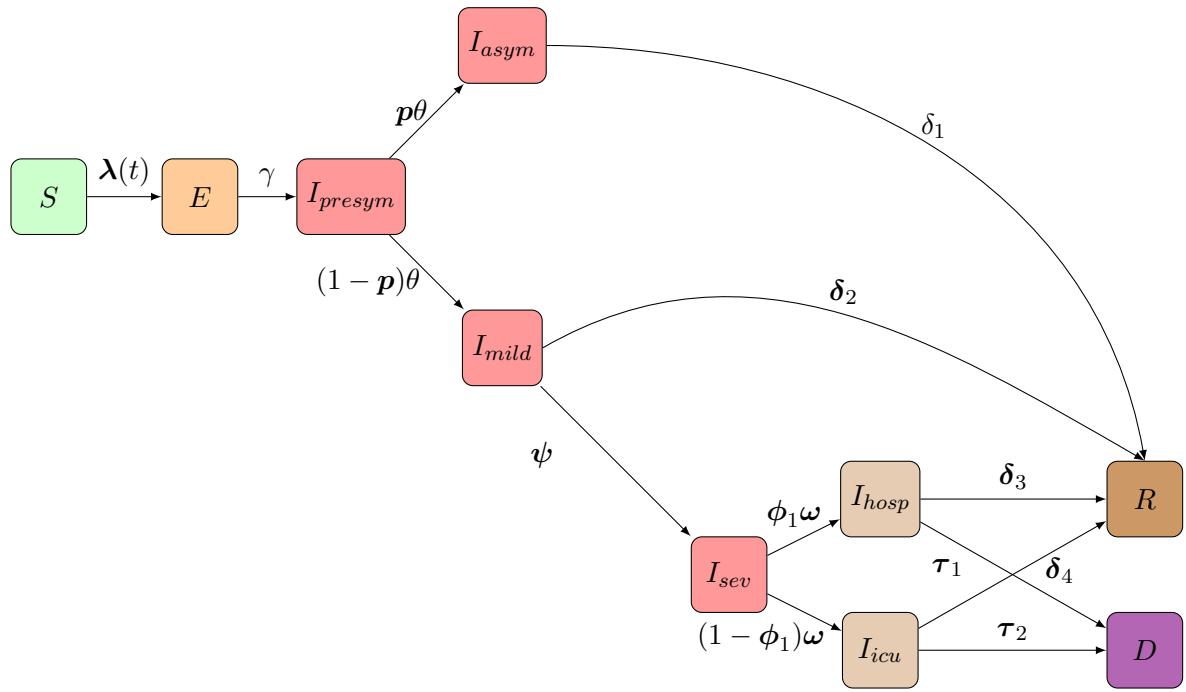 I_{asym}
pθ
δ_1
λ(t)
γ
S
E
I_{presym}
(1 − p)θ
δ_2
I_{mild}
ψ
δ_3
I_{hosp}
R
ϕ_1ω
I_{sev}
τ_1
δ_4
(1 − ϕ_1)ω
τ_2
I_{icu}
D